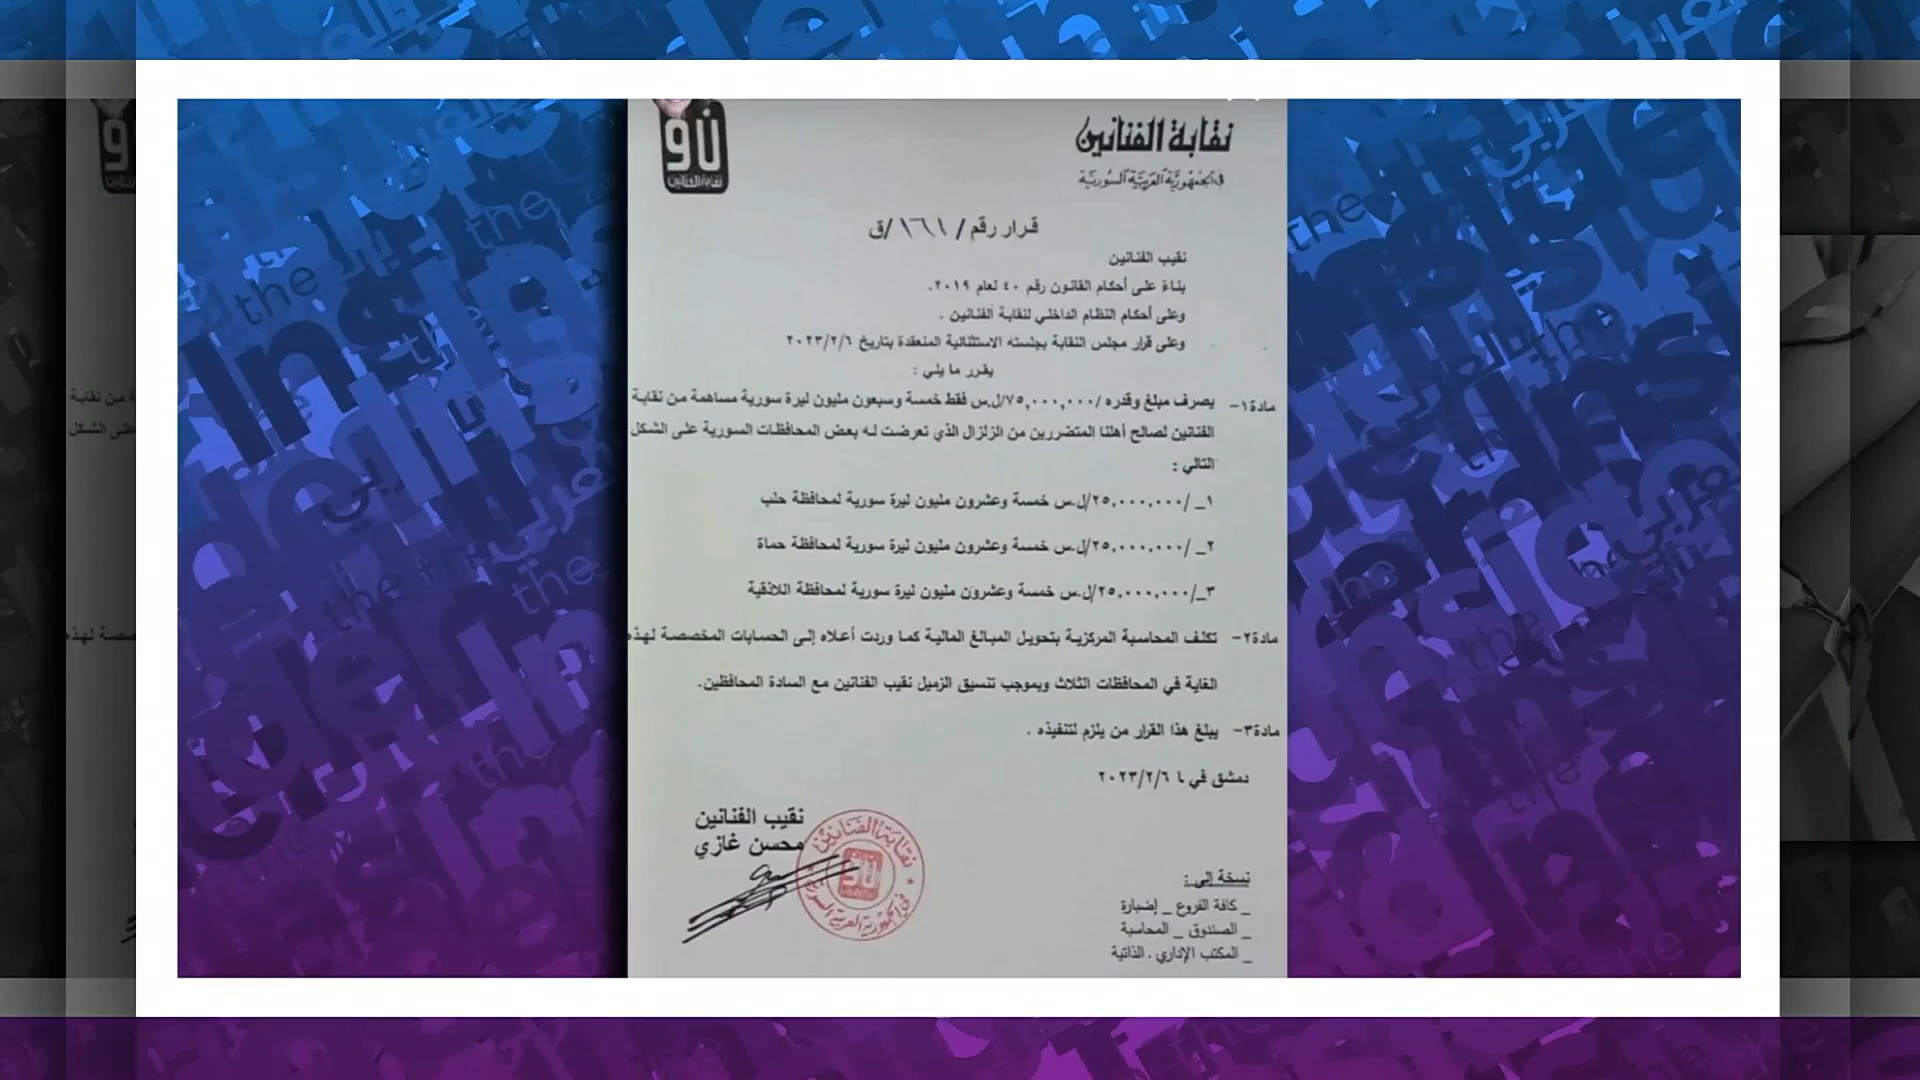 نقابة الفنانين
في الجمهورية العربية السورية
نقابة الفنانين
قرار رقم / ١٦١ /ق
نقيب الفنانين
بناءً على أحكام القانون رقم ٤٠ لعام ٢٠١٩.
وعلى أحكام النظام الداخلي لنقابة الفنانين .
وعلى قرار مجلس النقابة بجلسته الاستثنائية المنعقدة بتاريخ ٢٠٢٣/٢/٦
يقرر ما يلي :
مادة١- يصرف مبلغ وقدره /٧٥,٠٠٠,٠٠٠/ل.س فقط خمسة وسبعون مليون ليرة سورية مساهمة من نقابة
الفنانين لصالح أهلنا المتضررين من الزلزال الذي تعرضت له بعض المحافظات السورية على الشكل
التالي :
١_ /٢٥,٠٠٠,٠٠٠/ل.س خمسة وعشرون مليون ليرة سورية لمحافظة حلب
٢_ /٢٥,٠٠٠,٠٠٠/ل.س خمسة وعشرون مليون ليرة سورية لمحافظة حماة
٣_/٢٥,٠٠٠,٠٠٠/ل.س خمسة وعشرون مليون ليرة سورية لمحافظة اللاذقية
مادة٢- تكلف المحاسبة المركزية بتحويل المبالغ المالية كما وردت أعلاه إلى الحسابات المخصصة لهذه
الغاية في المحافظات الثلاث وبموجب تنسيق الزميل نقيب الفنانين مع السادة المحافظين.
مادة٣- يبلغ هذا القرار من يلزم لتنفيذه .
دمشق في ٢٠٢٣/٢/٦
نقيب الفنانين
محسن غازي
نقابة الفنانين
في الجمهورية العربية السورية
نسخة إلى :
_ كافة الفروع _ إضبارة
_ الصندوق _ المحاسبة
_ المكتب الإداري . الذاتية